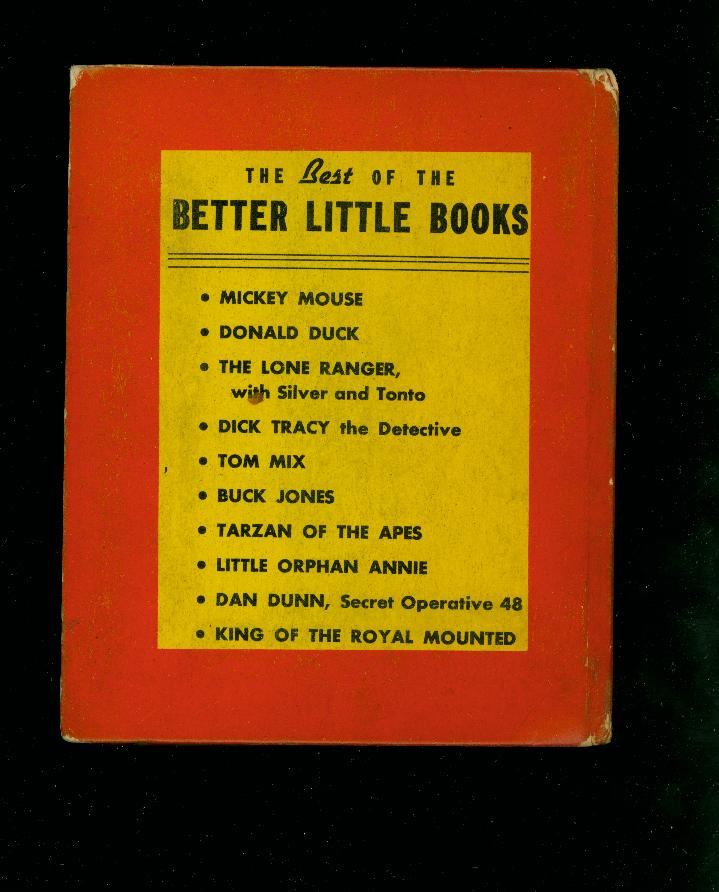 THE Best OF THE
BETTER LITTLE BOOKS
• MICKEY MOUSE
• DONALD DUCK
• THE LONE RANGER,
with Silver and Tonto
• DICK TRACY the Detective
• TOM MIX
• BUCK JONES
• TARZAN OF THE APES
• LITTLE ORPHAN ANNIE
• DAN DUNN, Secret Operative 48
• KING OF THE ROYAL MOUNTED